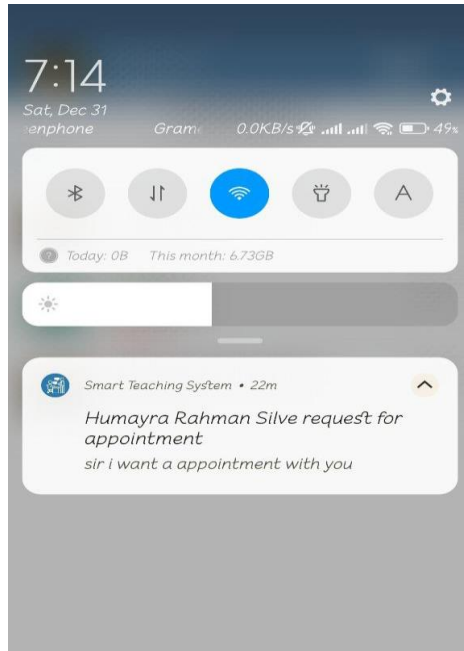 7:14
Sat, Dec 31
enphone Gram 0.0KB/s 49%
A
Today: 0B This month: 6.73GB
Smart Teaching System • 22m
Humayra Rahman Silve request for
appointment
sir i want a appointment with you